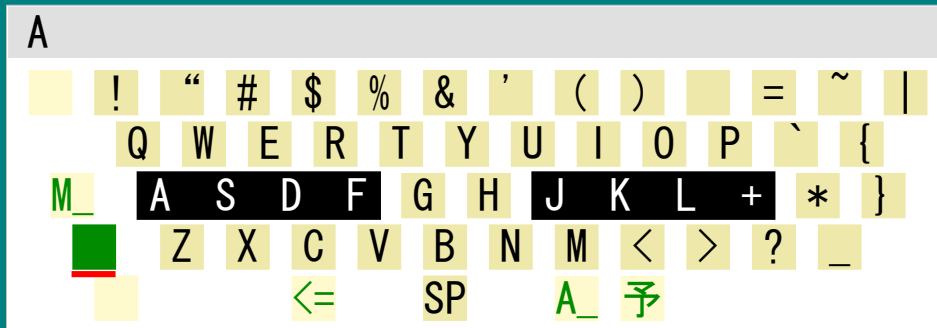 A
! “ # $ % & ’ ( ) = ~ |
Q W E R T Y U I O P ` {
M_ A S D F G H J K L + * }
Z X C V B N M < > ? _
<= SP A_ 予